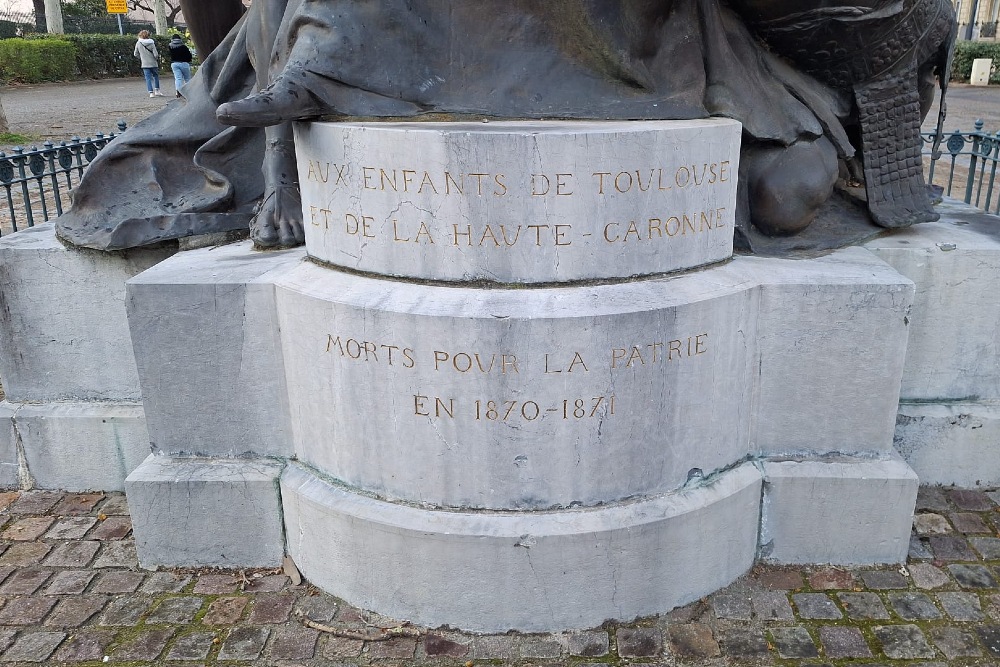 AUX ENFANTS DE TOULOUSE
ET DE LA HAUTE-GARONNE
MORTS POUR LA PATRIE
EN 1870-1871